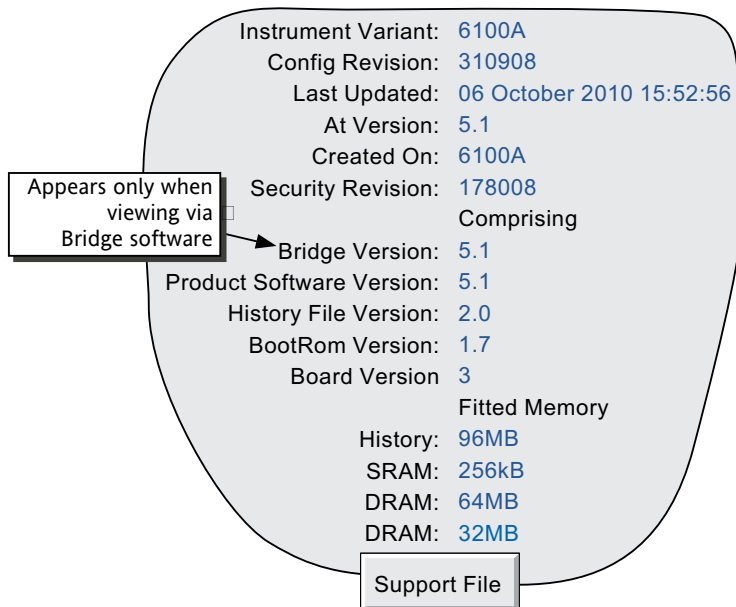 Instrument Variant: 6100A
Config Revision: 310908
Last Updated: 06 October 2010 15:52:56
At Version: 5.1
Created On: 6100A
Security Revision: 178008
Comprising
Appears only when
viewing via
Bridge software
Bridge Version: 5.1
Product Software Version: 5.1
History File Version: 2.0
BootRom Version: 1.7
Board Version 3
Fitted Memory
History: 96MB
SRAM: 256kB
DRAM: 64MB
DRAM: 32MB
Support File